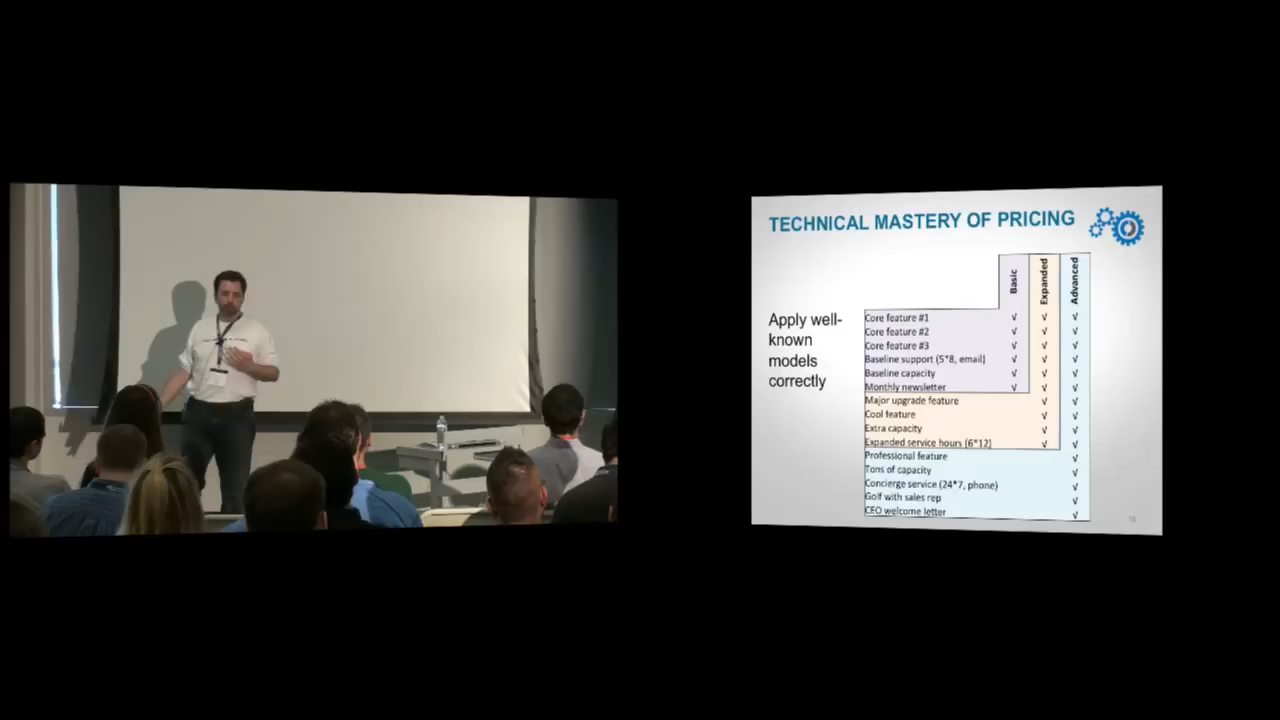 TECHNICAL MASTERY OF PRICING
Apply well-
known
models
correctly
Basic
Expanded
Advanced
Core feature #1 √ √ √
Core feature #2 √ √ √
Core feature #3 √ √ √
Baseline support (5*8, email) √ √ √
Baseline capacity √ √ √
Monthly newsletter √ √ √
Major upgrade feature √ √
Cool feature √ √
Extra capacity √ √
Expanded service hours (6*12) √ √
Professional feature √
Tons of capacity √
Concierge service (24*7, phone) √
Golf with sales rep √
CEO welcome letter √